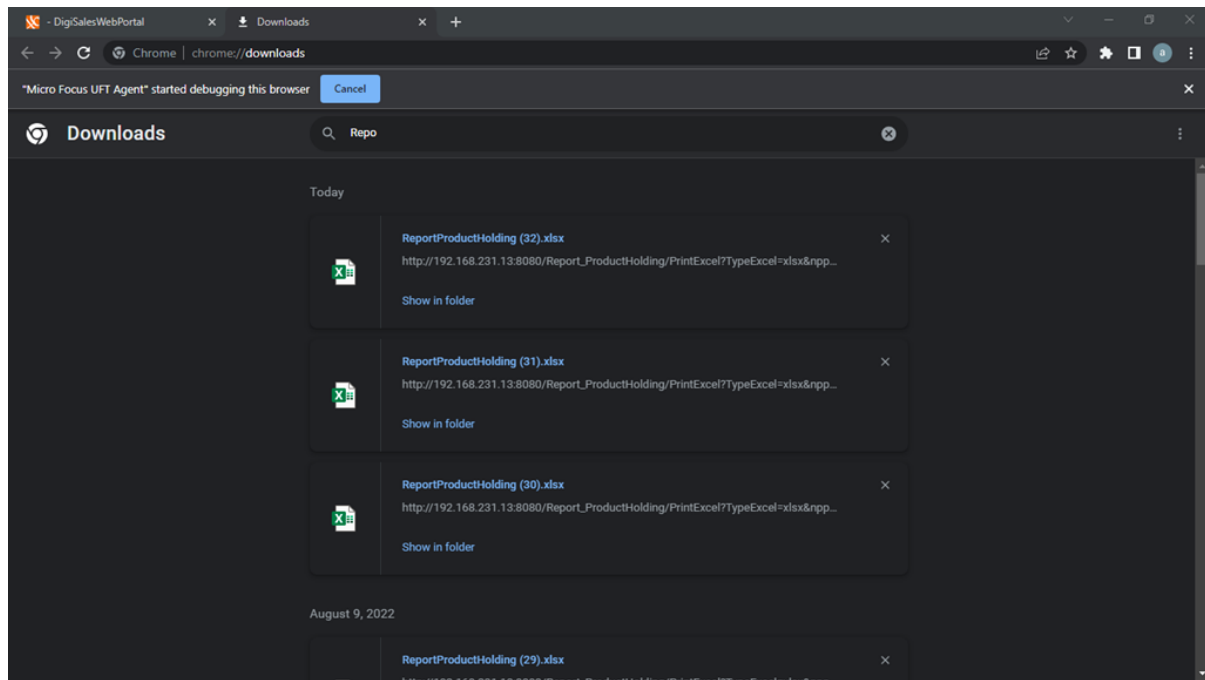 - DigiSalesWebPortal
Downloads
Chrome | chrome://downloads
a
"Micro Focus UFT Agent" started debugging this browser
Cancel
Downloads
Repo
Today
ReportProductHolding (32).xlsx
http://192.168.231.13:8080/Report_ProductHolding/PrintExcel?TypeExcel=xlsx&npp...
Show in folder
ReportProductHolding (31).xlsx
http://192.168.231.13:8080/Report_ProductHolding/PrintExcel?TypeExcel=xlsx&npp...
Show in folder
ReportProductHolding (30).xlsx
http://192.168.231.13:8080/Report_ProductHolding/PrintExcel?TypeExcel=xlsx&npp...
Show in folder
August 9, 2022
ReportProductHolding (29).xlsx